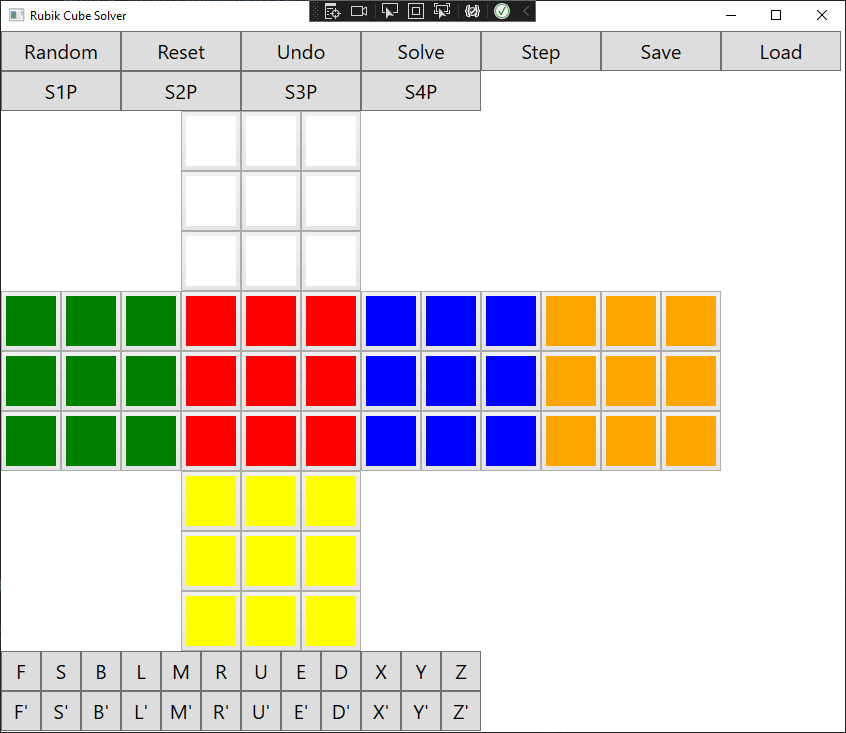 Rubik Cube Solver
Random Reset Undo Solve Step Save Load
S1P S2P S3P S4P
F S B L M R U E D X Y Z
F' S' B' L' M' R' U' E' D' X' Y' Z'